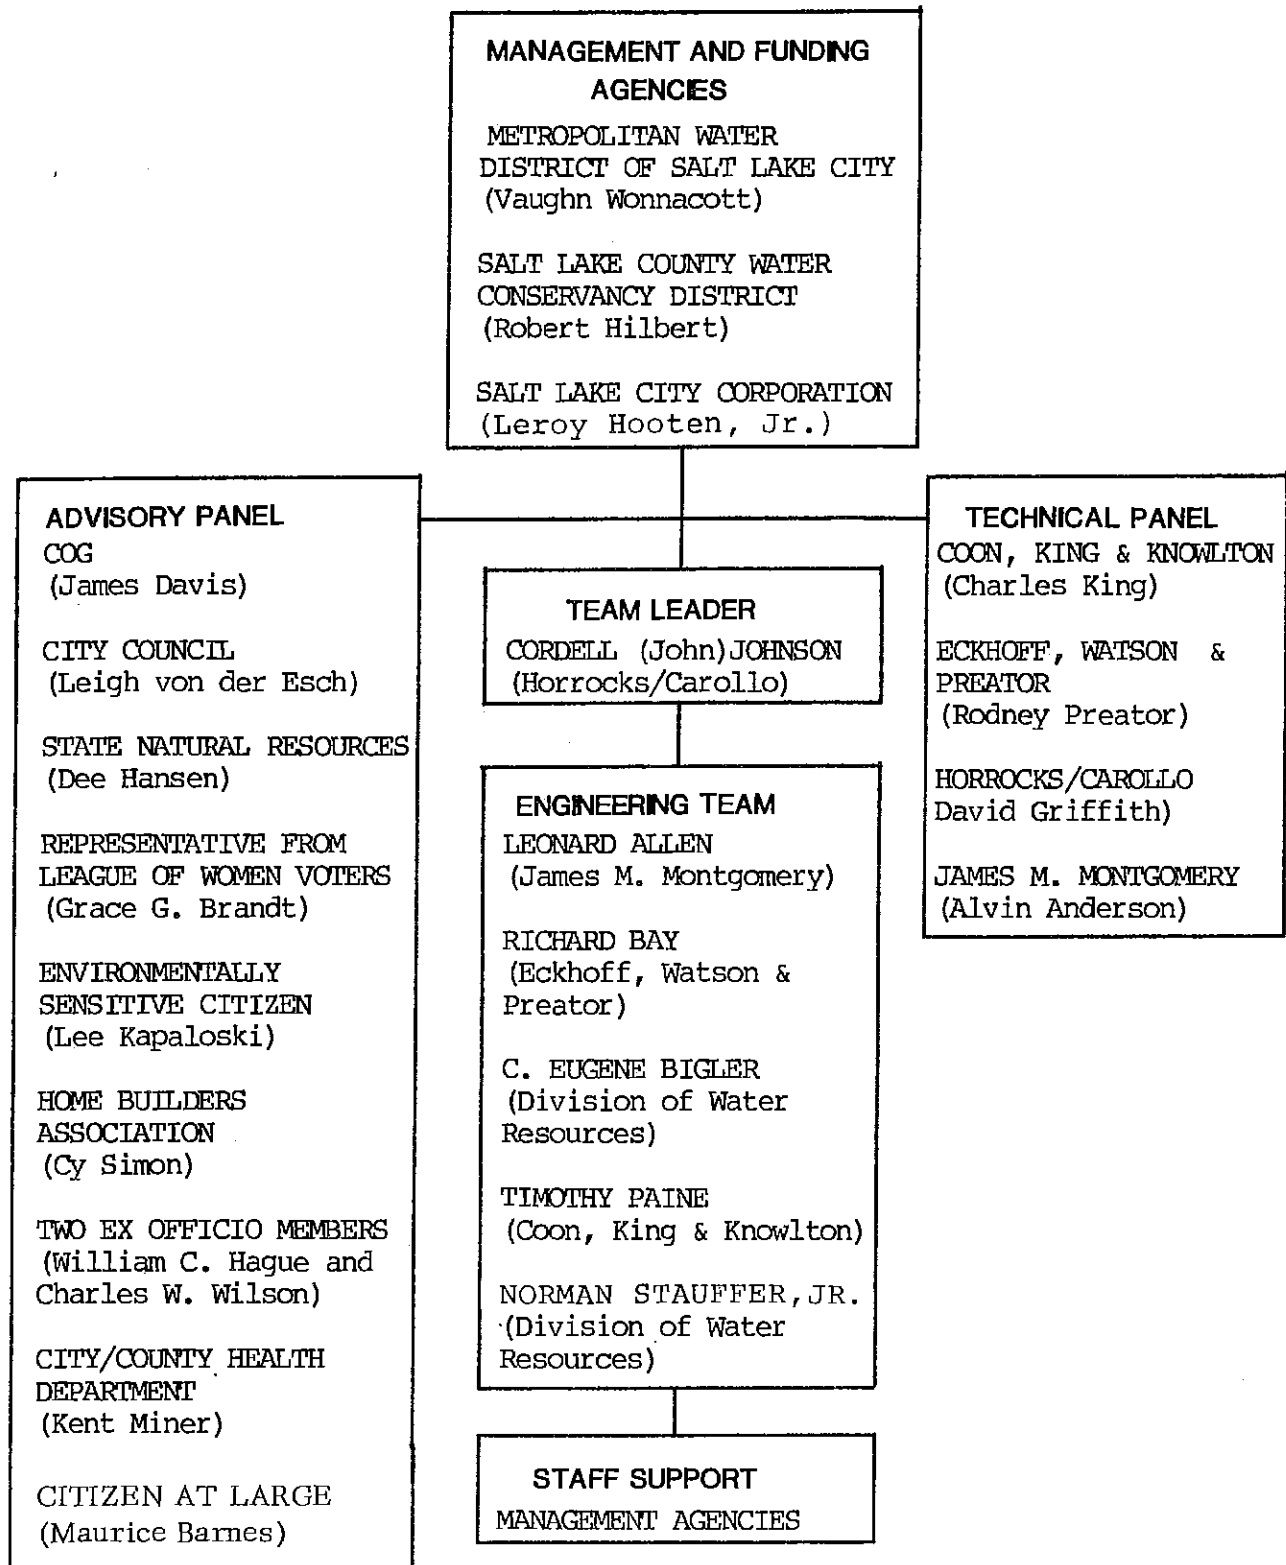 MANAGEMENT AND FUNDING
AGENCIES
METROPOLITAN WATER
DISTRICT OF SALT LAKE CITY
(Vaughn Wonnacott)
SALT LAKE COUNTY WATER
CONSERVANCY DISTRICT
(Robert Hilbert)
SALT LAKE CITY CORPORATION
(Leroy Hooten, Jr.)
ADVISORY PANEL
COG
(James Davis)
CITY COUNCIL
(Leigh von der Esch)
STATE NATURAL RESOURCES
(Dee Hansen)
REPRESENTATIVE FROM
LEAGUE OF WOMEN VOTERS
(Grace G. Brandt)
ENVIRONMENTALLY
SENSITIVE CITIZEN
(Lee Kapaloski)
HOME BUILDERS
ASSOCIATION
(Cy Simon)
TWO EX OFFICIO MEMBERS
(William C. Hague and
Charles W. Wilson)
CITY/COUNTY HEALTH
DEPARTMENT
(Kent Miner)
CITIZEN AT LARGE
(Maurice Barnes)
TEAM LEADER
CORDELL (John)JOHNSON
(Horrocks/Carollo)
ENGINEERING TEAM
LEONARD ALLEN
(James M. Montgomery)
RICHARD BAY
(Eckhoff, Watson &
Preator)
C. EUGENE BIGLER
(Division of Water
Resources)
TIMOTHY PAINE
(Coon, King & Knowlton)
NORMAN STAUFFER,JR.
(Division of Water
Resources)
STAFF SUPPORT
MANAGEMENT AGENCIES
TECHNICAL PANEL
COON, KING & KNOWLTON
(Charles King)
ECKHOFF, WATSON &
PREATOR
(Rodney Preator)
HORROCKS/CAROLLO
David Griffith)
JAMES M. MONTGOMERY
(Alvin Anderson)